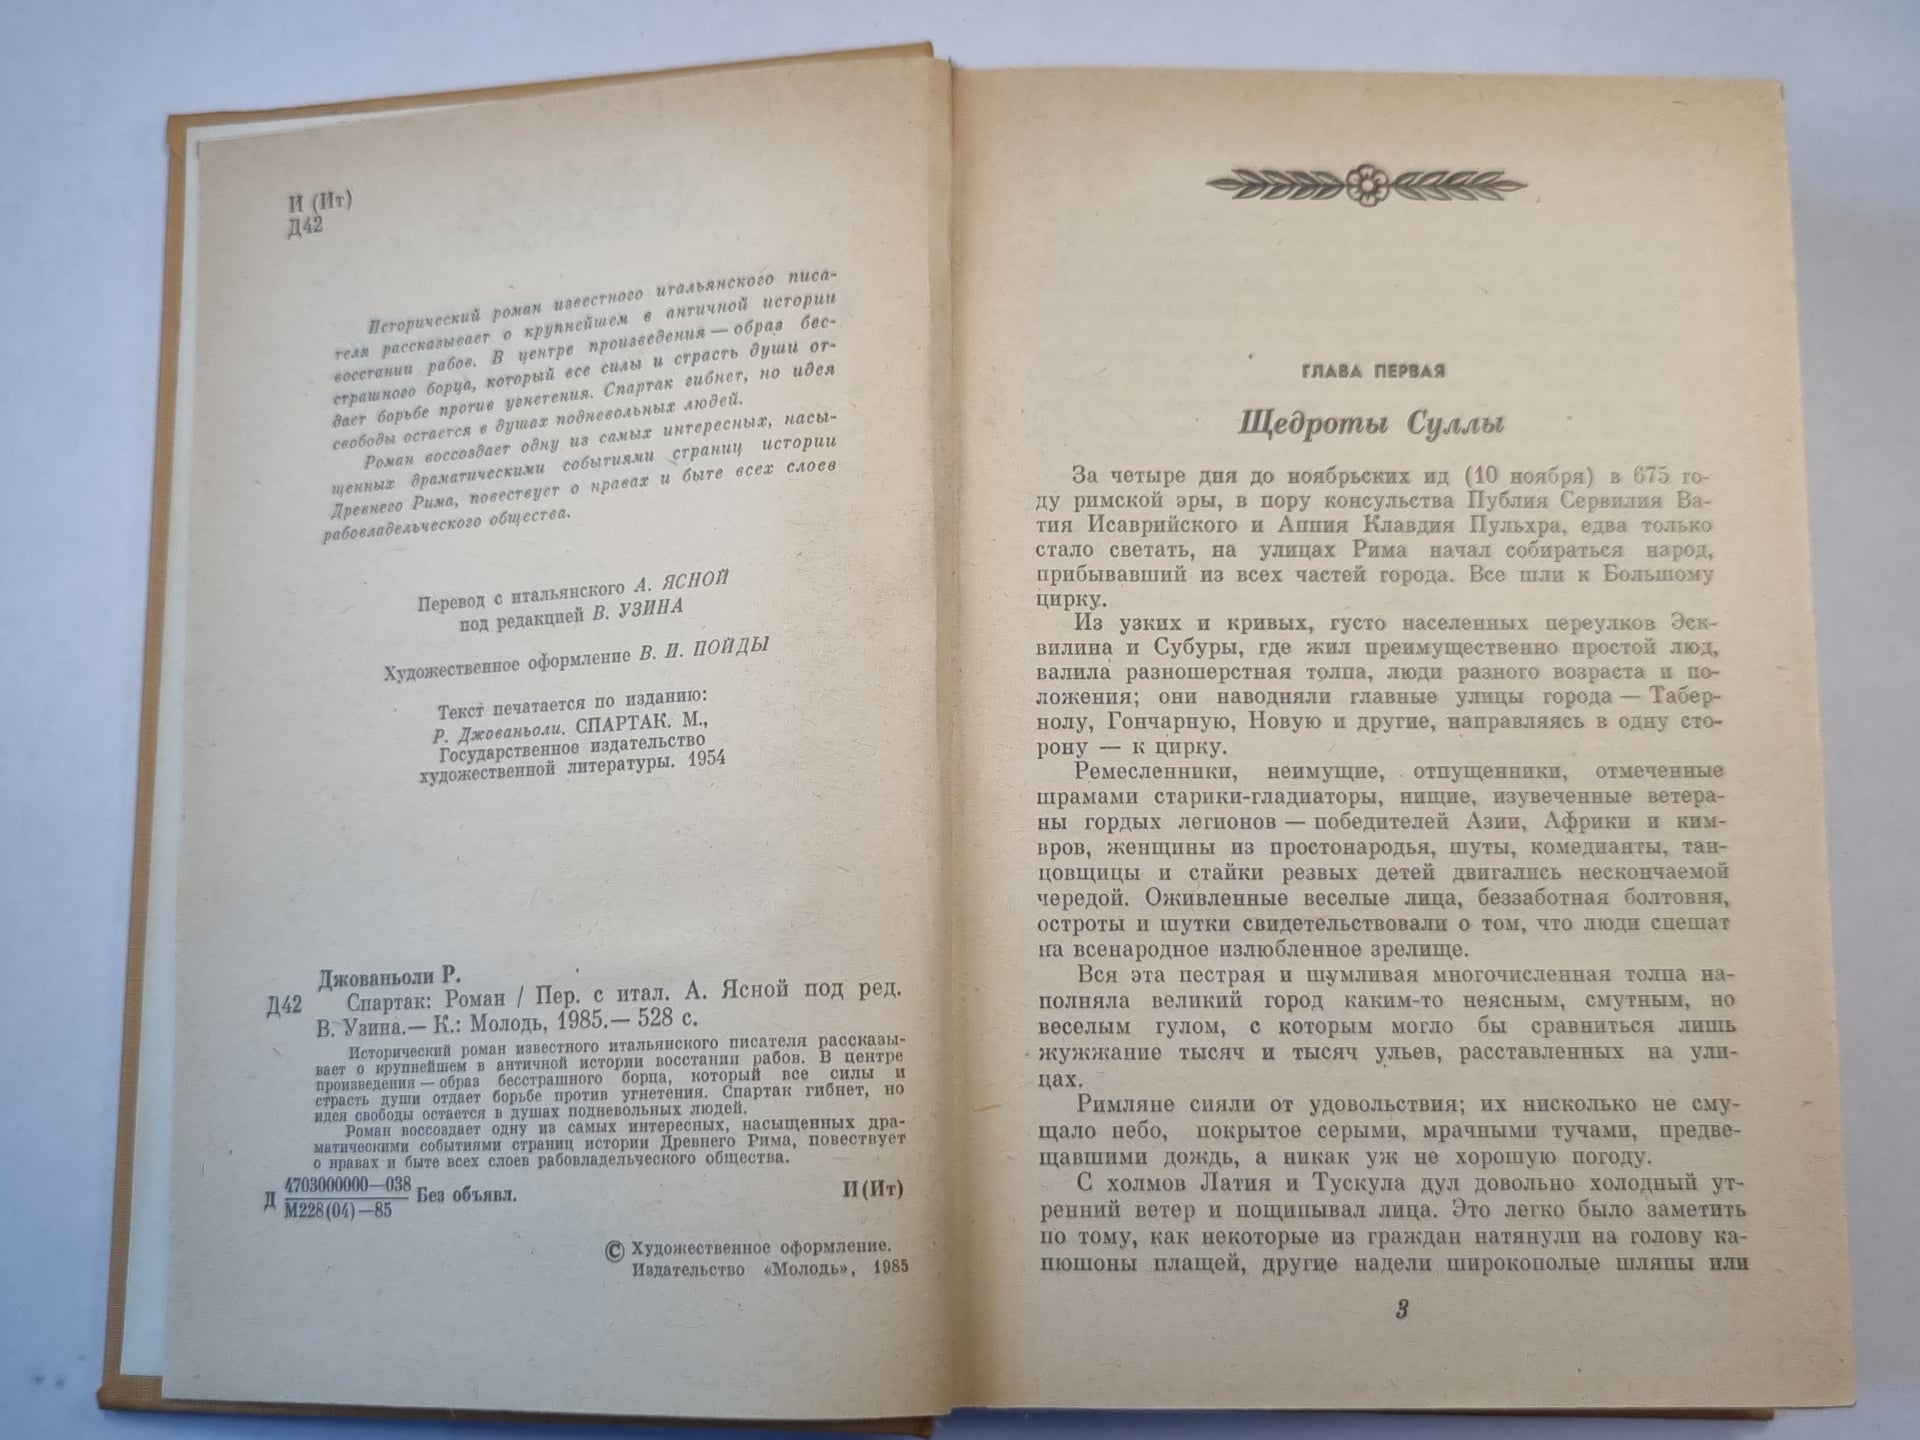 И (Ит)
Д42
Исторический роман известного итальянского писа-
теля рассказывает о крупнейшем в античной истории
восстании рабов. В центре произведения — образ бес-
страшного борца, который все силы и страсть души от-
дает борьбе против угнетения. Спартак гибнет, но идея
свободы остается в душах подневольных людей.
Роман воссоздает одну из самых интересных, насы-
щенных драматическими событиями страниц истории
Древнего Рима, повествует о нравах и быте всех слоев
рабовладельческого общества.
Перевод с итальянского А. ЯСНОЙ
под редакцией В. УЗИНА
Художественное оформление В. И. ПОЙДЫ
Текст печатается по изданию:
Р. Джованьоли. СПАРТАК. М.,
Государственное издательство
художественной литературы. 1954
Джованьоли Р.
Д42 Спартак: Роман / Пер. с итал. А. Ясной под ред.
В. Узина.— К.: Молодь, 1985.— 528 с.
Исторический роман известного итальянского писателя рассказы-
вает о крупнейшем в античной истории восстании рабов. В центре
произведения — образ бесстрашного борца, который все силы и
страсть души отдает борьбе против угнетения. Спартак гибнет, но
идея свободы остается в душах подневольных людей.
Роман воссоздает одну из самых интересных, насыщенных дра-
матическими событиями страниц истории Древнего Рима, повествует
о нравах и быте всех слоев рабовладельческого общества.
Д 4703000000—038
М228(04)—85 Без объявл. И(Ит)
© Художественное оформление.
Издательство «Молодь», 1985
ГЛАВА ПЕРВАЯ
Щедроты Суллы
За четыре дня до ноябрьских ид (10 ноября) в 675 го-
ду римской эры, в пору консульства Публия Сервилия Ва-
тия Исаврийского и Аппия Клавдия Пульхра, едва только
стало светать, на улицах Рима начал собираться народ,
прибывавший из всех частей города. Все шли к Большому
цирку.
Из узких и кривых, густо населенных переулков Эск-
вилина и Субуры, где жил преимущественно простой люд,
валила разношерстная толпа, люди разного возраста и по-
ложения; они наводняли главные улицы города — Табер-
нолу, Гончарную, Новую и другие, направляясь в одну сто-
рону — к цирку.
Ремесленники, неимущие, отпущенники, отмеченные
шрамами старики-гладиаторы, нищие, изувеченные ветера-
ны гордых легионов — победителей Азии, Африки и ким-
вров, женщины из простонародья, шуты, комедианты, тан-
цовщицы и стайки резвых детей двигались нескончаемой
чередой. Оживленные веселые лица, беззаботная болтовня,
остроты и шутки свидетельствовали о том, что люди спешат
на всенародное излюбленное зрелище.
Вся эта пестрая и шумливая многочисленная толпа на-
полняла великий город каким-то неясным, смутным, но
веселым гулом, с которым могло бы сравниться лишь
жужжание тысяч и тысяч ульев, расставленных на ули-
цах.
Римляне сияли от удовольствия; их нисколько не сму-
щало небо, покрытое серыми, мрачными тучами, предве-
щавшими дождь, а никак уж не хорошую погоду.
С холмов Латия и Тускула дул довольно холодный ут-
ренний ветер и пощипывал лица. Это легко было заметить
по тому, как некоторые из граждан натянули на голову ка-
пюшоны плащей, другие надели широкополые шляпы или
3